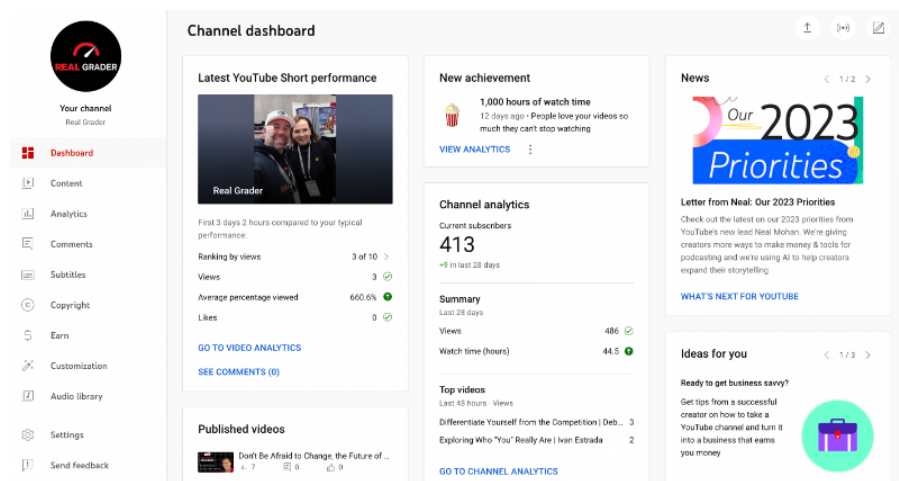 Channel dashboard
REAL GRADER
Your channel
Real Grader
Dashboard
Content
Analytics
Comments
Subtitles
Copyright
Earn
Customization
Audio library
Settings
Send feedback
Latest YouTube Short performance
Real Grader
First 3 days 2 hours compared to your typical
performance:
Ranking by views 3 of 10
Views 3
Average percentage viewed 660.6%
Likes 0
GO TO VIDEO ANALYTICS
SEE COMMENTS (0)
Published videos
Don't Be Afraid to Change, the Future of ...
7 0 0
New achievement
1,000 hours of watch time
12 days ago · People love your videos so
much they can't stop watching
VIEW ANALYTICS
Channel analytics
Current subscribers
413
+9 in last 28 days
Summary
Last 28 days
Views 486
Watch time (hours) 44.5
Top videos
Last 48 hours · Views
Differentiate Yourself from the Competition | Deb... 3
Exploring Who "You" Really Are | Ivan Estrada 2
GO TO CHANNEL ANALYTICS
News 1 / 2
Our 2023
Priorities
Letter from Neal: Our 2023 Priorities
Check out the latest on our 2023 priorities from
YouTube's new lead Neal Mohan. We're giving
creators more ways to make money & tools for
podcasting and we're using AI to help creators
expand their storytelling
WHAT'S NEXT FOR YOUTUBE
Ideas for you 1 / 3
Ready to get business savvy?
Get tips from a successful
creator on how to take a
YouTube channel and turn it
into a business that earns
you money